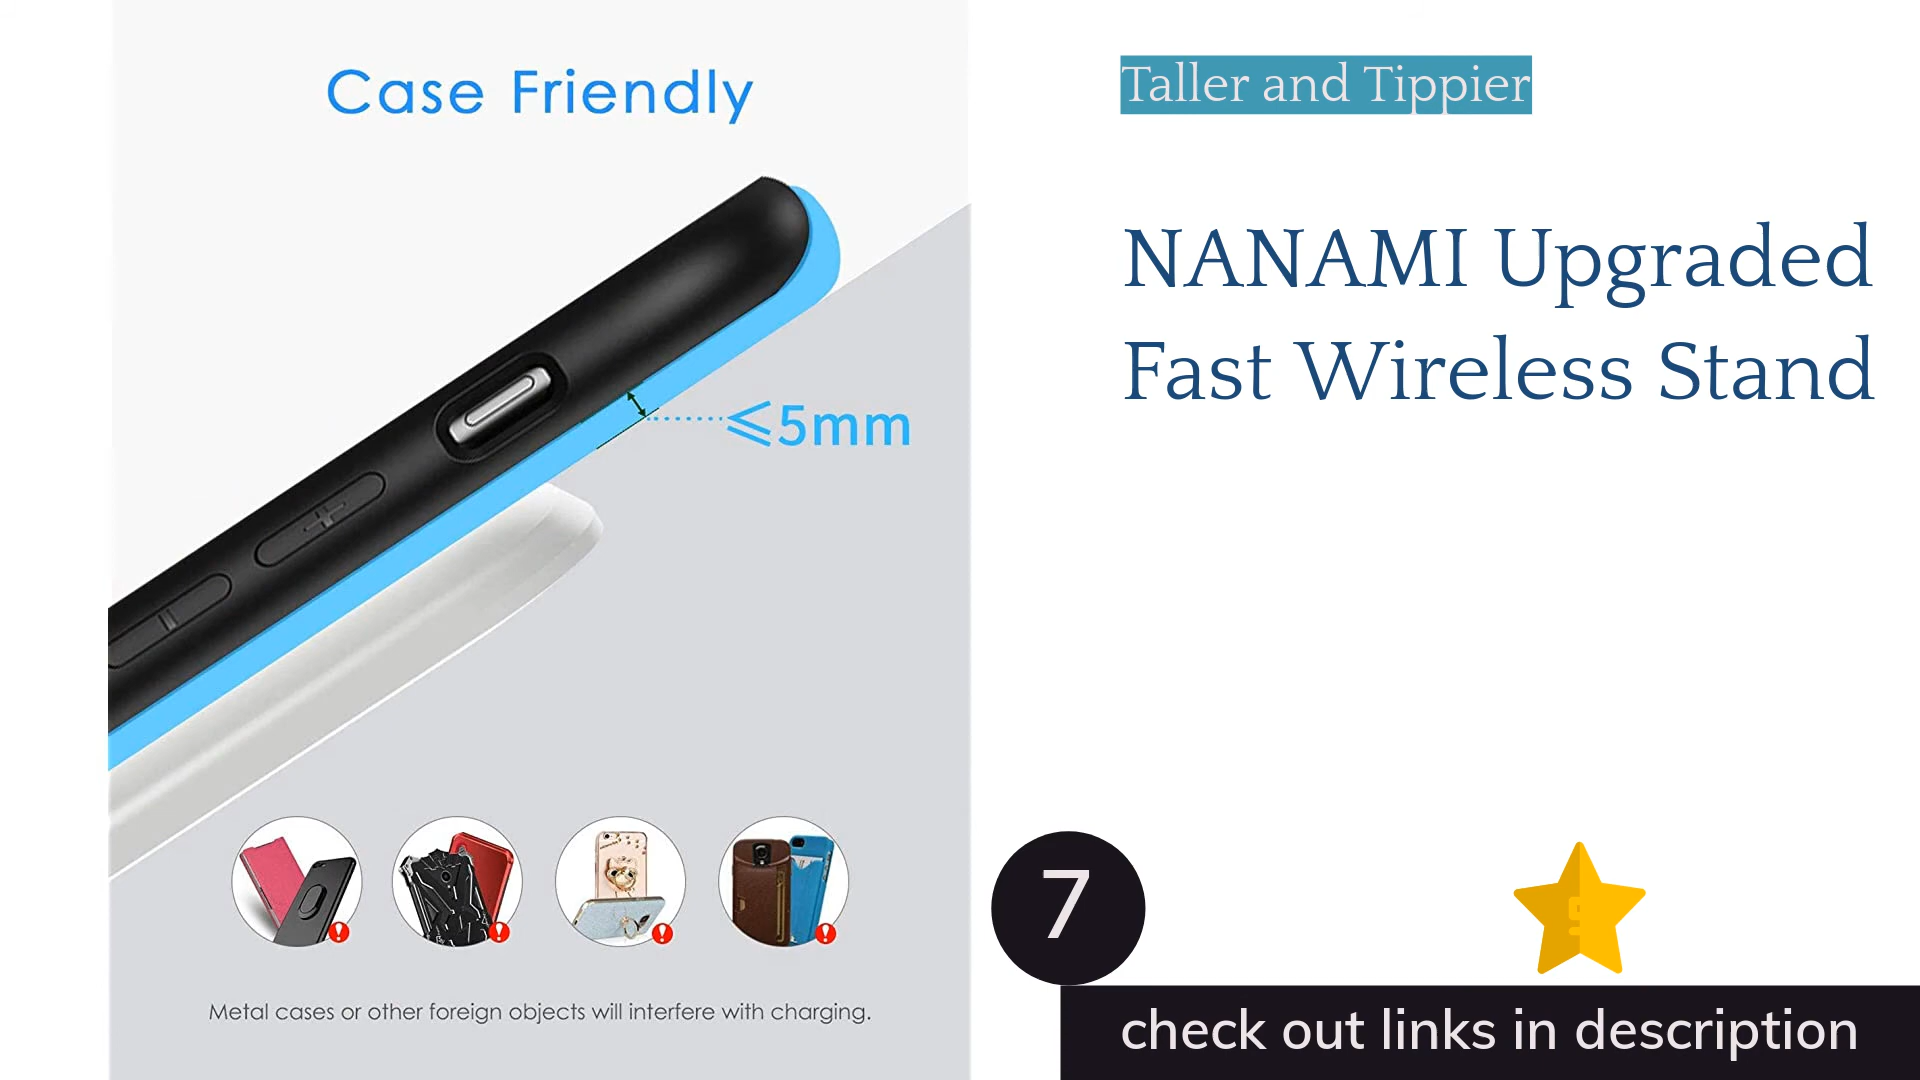 Case Friendly
Taller and Tippier
NANAMI Upgraded
Fast Wireless Stand
≤5mm
7
Metal cases or other foreign objects will interfere with charging.
check out links in description